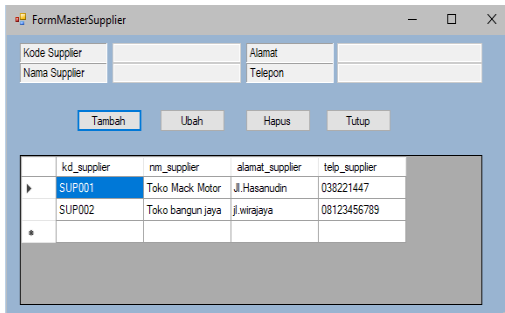 FormMasterSupplier
Kode Supplier Alamat
Nama Supplier Telepon
Tambah Ubah Hapus Tutup
kd_supplier nm_supplier alamat_supplier telp_supplier
SUP001 Toko Mack Motor Jl.Hasanudin 038221447
SUP002 Toko bangun jaya jl.wirajaya 08123456789